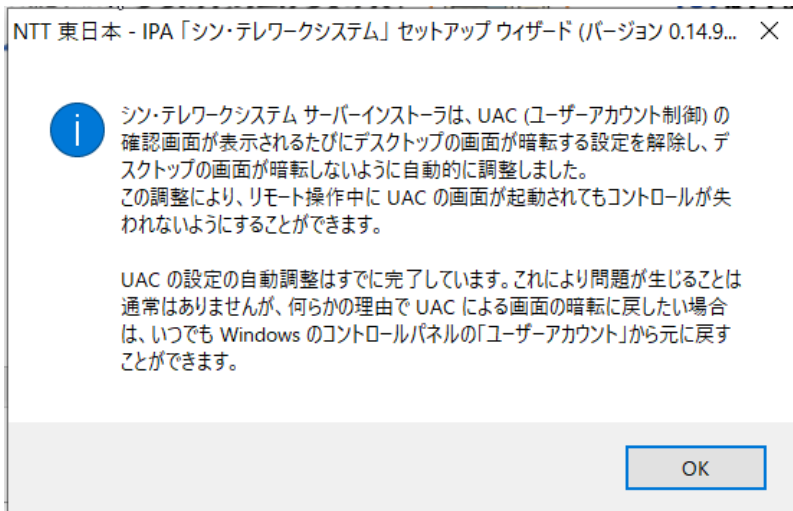 NTT 東日本 - IPA 「シン・テレワークシステム」 セットアップ ウィザード (バージョン 0.14.9...
シン・テレワークシステム サーバーインストーラは、UAC (ユーザーアカウント制御) の
確認画面が表示されるたびにデスクトップの画面が暗転する設定を解除し、デ
スクトップの画面が暗転しないように自動的に調整しました。
この調整により、リモート操作中に UAC の画面が起動されてもコントロールが失
われないようにすることができます。
UAC の設定の自動調整はすでに完了しています。これにより問題が生じることは
通常はありませんが、何らかの理由で UAC による画面の暗転に戻したい場合
は、いつでも Windows のコントロールパネルの「ユーザーアカウント」から元に戻す
ことができます。
OK